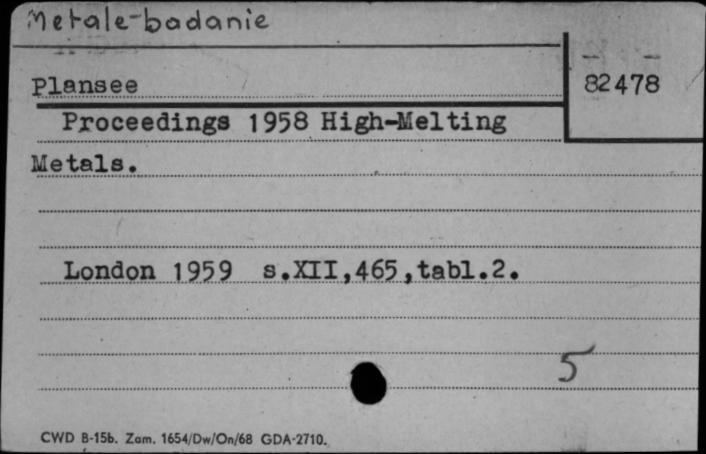 Metale-badanie
Plansee
82478
Proceedings 1958 High-Melting
Metals.
London 1959 s.XII,465,tabl.2.
5
CWD B-15b. Zam. 1654/Dw/On/68 GDA-2710.